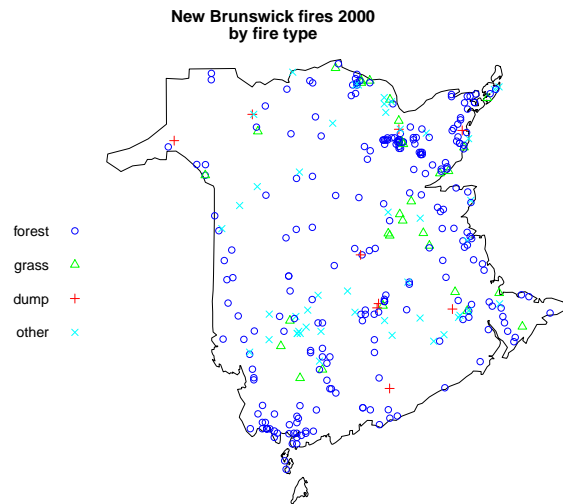 New Brunswick fires 2000
by fire type
forest
grass
dump
other